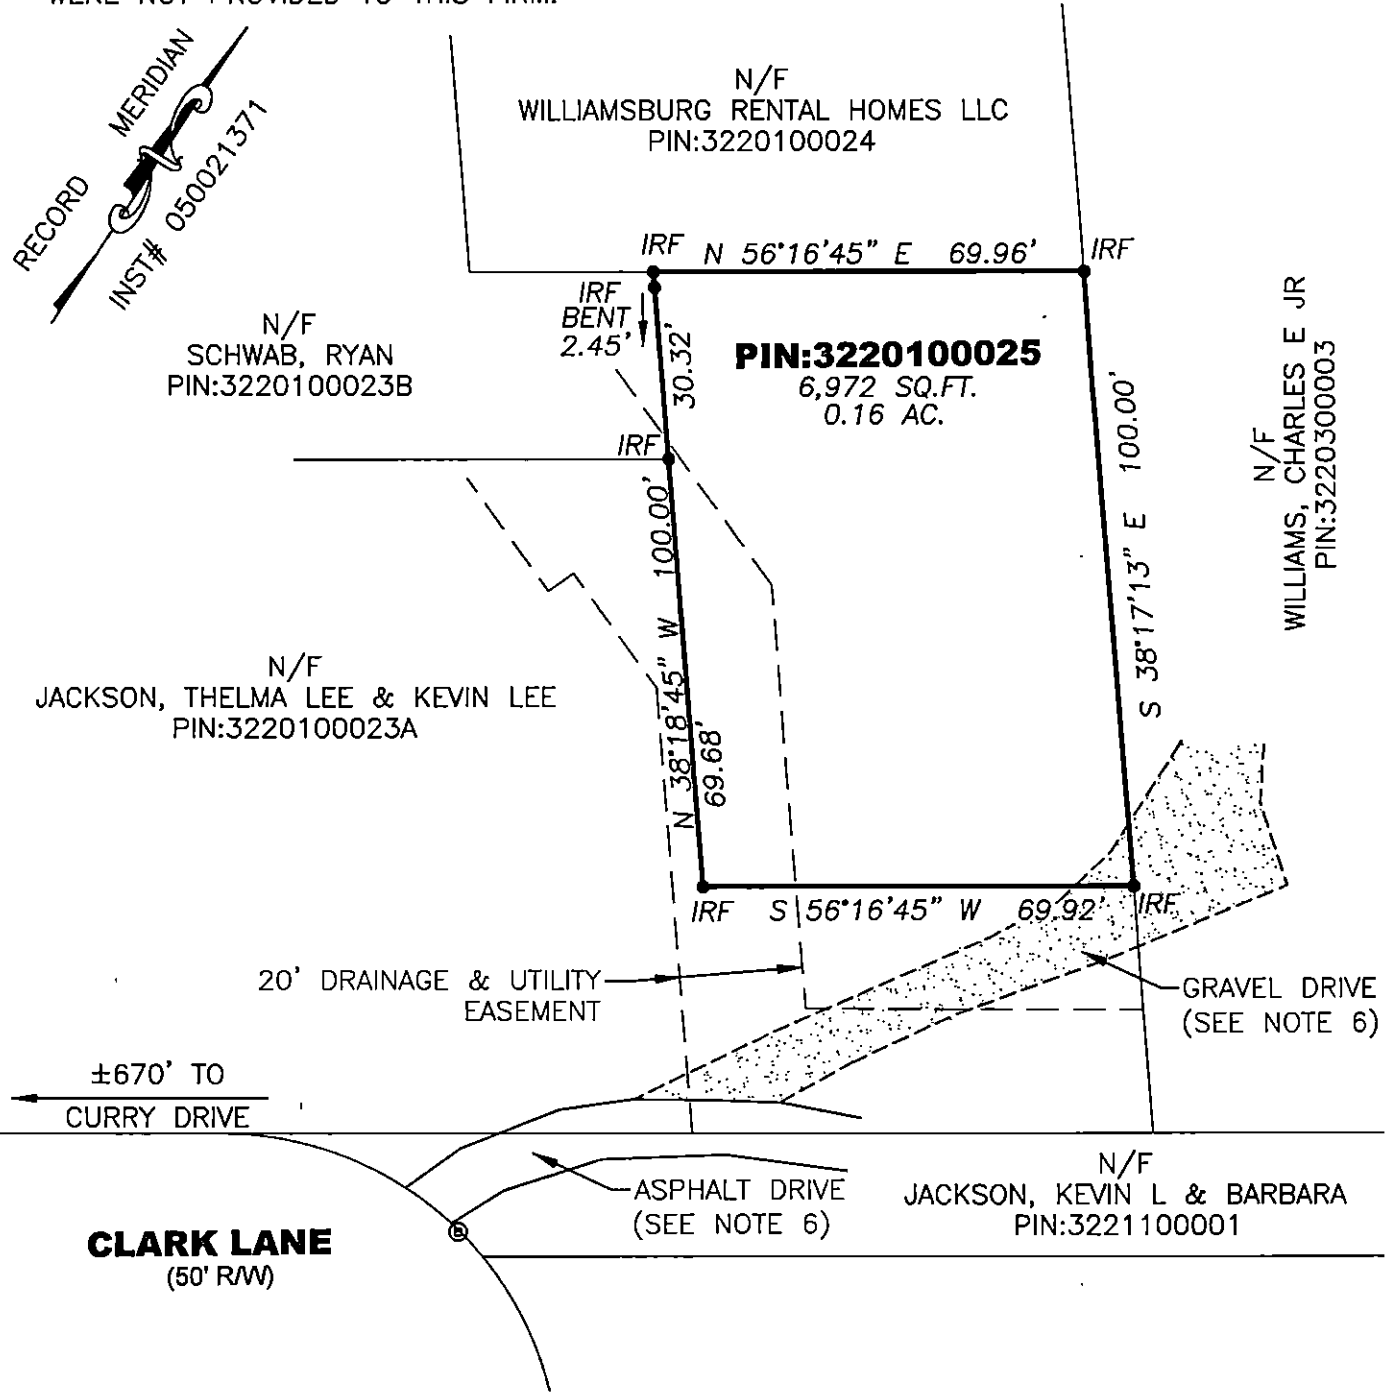 WERE NOT PROVIDED TO THIS FIRM.
RECORD MERIDIAN
INST# 050021371
N/F
WILLIAMSBURG RENTAL HOMES LLC
PIN:3220100024
IRF N 56°16'45" E 69.96' IRF
IRF
BENT
2.45'
30.32'
N/F
SCHWAB, RYAN
PIN:3220100023B
PIN:3220100025
6,972 SQ.FT.
0.16 AC.
S 38°17'13" E 100.00'
N/F
WILLIAMS, CHARLES E JR
PIN:3220300003
IRF
N 38°18'45" W 100.00'
69.68'
N/F
JACKSON, THELMA LEE & KEVIN LEE
PIN:3220100023A
IRF S 56°16'45" W 69.92' IRF
20' DRAINAGE & UTILITY
EASEMENT
GRAVEL DRIVE
(SEE NOTE 6)
±670' TO
CURRY DRIVE
ASPHALT DRIVE
(SEE NOTE 6)
N/F
JACKSON, KEVIN L & BARBARA
PIN:3221100001
CLARK LANE
(50' R/W)